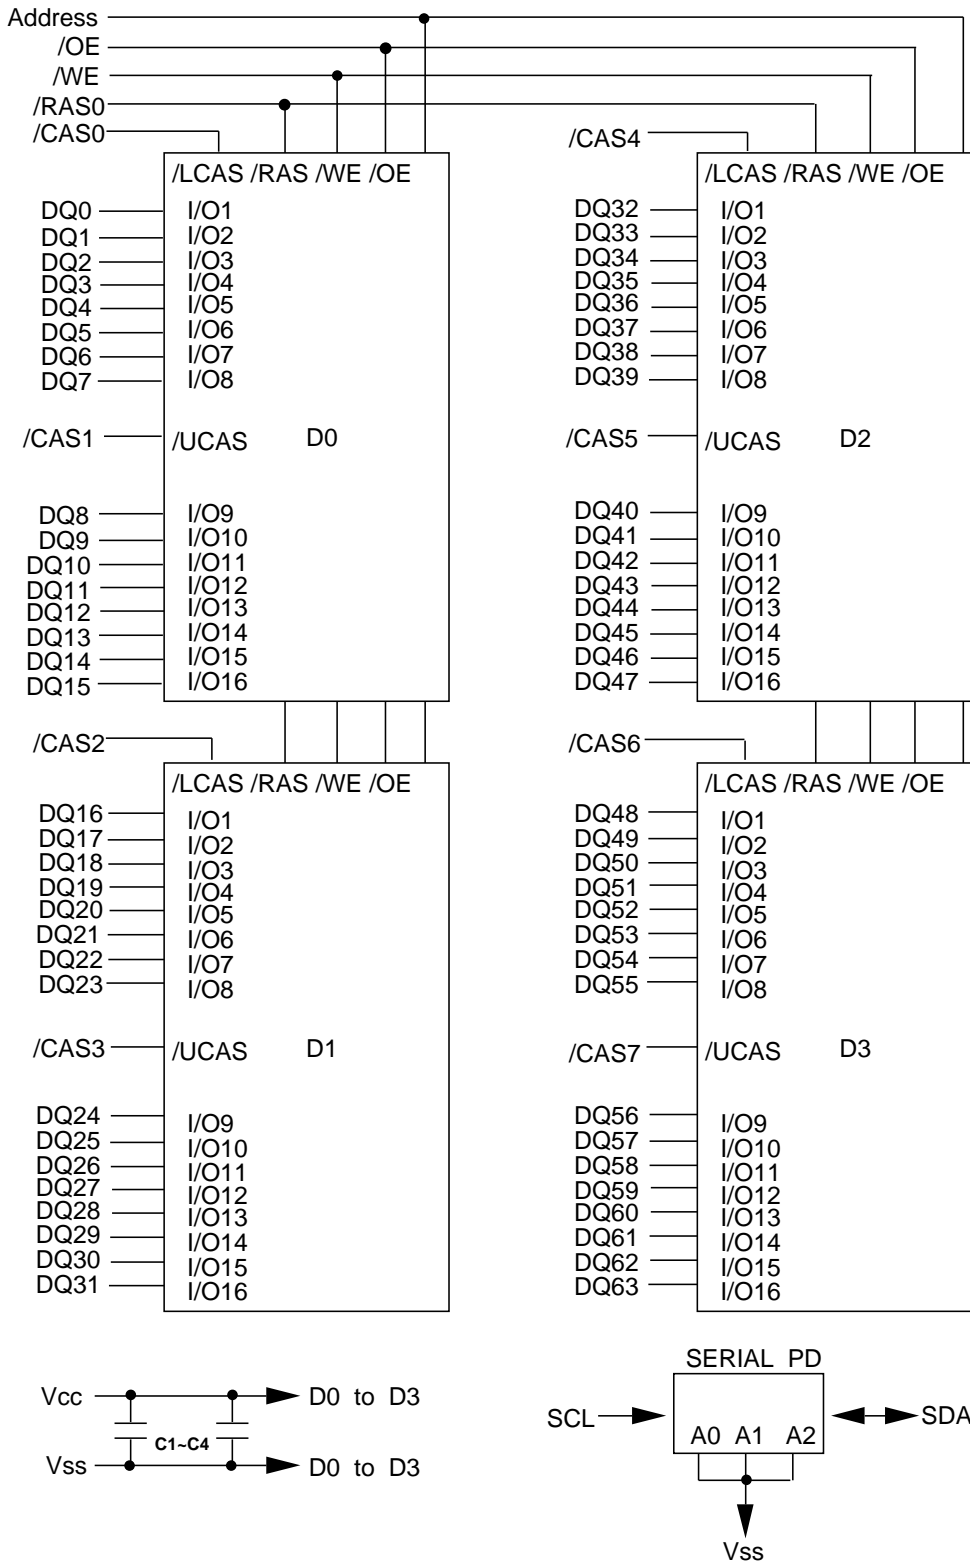 Address
/OE
/WE
/RAS0
/CAS0
/LCAS /RAS /WE /OE
DQ0 I/O1
DQ1 I/O2
DQ2 I/O3
DQ3 I/O4
DQ4 I/O5
DQ5 I/O6
DQ6 I/O7
DQ7 I/O8
/CAS1 /UCAS D0
DQ8 I/O9
DQ9 I/O10
DQ10 I/O11
DQ11 I/O12
DQ12 I/O13
DQ13 I/O14
DQ14 I/O15
DQ15 I/O16
/CAS4
/LCAS /RAS /WE /OE
DQ32 I/O1
DQ33 I/O2
DQ34 I/O3
DQ35 I/O4
DQ36 I/O5
DQ37 I/O6
DQ38 I/O7
DQ39 I/O8
/CAS5 /UCAS D2
DQ40 I/O9
DQ41 I/O10
DQ42 I/O11
DQ43 I/O12
DQ44 I/O13
DQ45 I/O14
DQ46 I/O15
DQ47 I/O16
/CAS2
/LCAS /RAS /WE /OE
DQ16 I/O1
DQ17 I/O2
DQ18 I/O3
DQ19 I/O4
DQ20 I/O5
DQ21 I/O6
DQ22 I/O7
DQ23 I/O8
/CAS3 /UCAS D1
DQ24 I/O9
DQ25 I/O10
DQ26 I/O11
DQ27 I/O12
DQ28 I/O13
DQ29 I/O14
DQ30 I/O15
DQ31 I/O16
/CAS6
/LCAS /RAS /WE /OE
DQ48 I/O1
DQ49 I/O2
DQ50 I/O3
DQ51 I/O4
DQ52 I/O5
DQ53 I/O6
DQ54 I/O7
DQ55 I/O8
/CAS7 /UCAS D3
DQ56 I/O9
DQ57 I/O10
DQ58 I/O11
DQ59 I/O12
DQ60 I/O13
DQ61 I/O14
DQ62 I/O15
DQ63 I/O16
Vcc D0 to D3
C1~C4
Vss D0 to D3
SERIAL PD
SCL SDA
A0 A1 A2
Vss